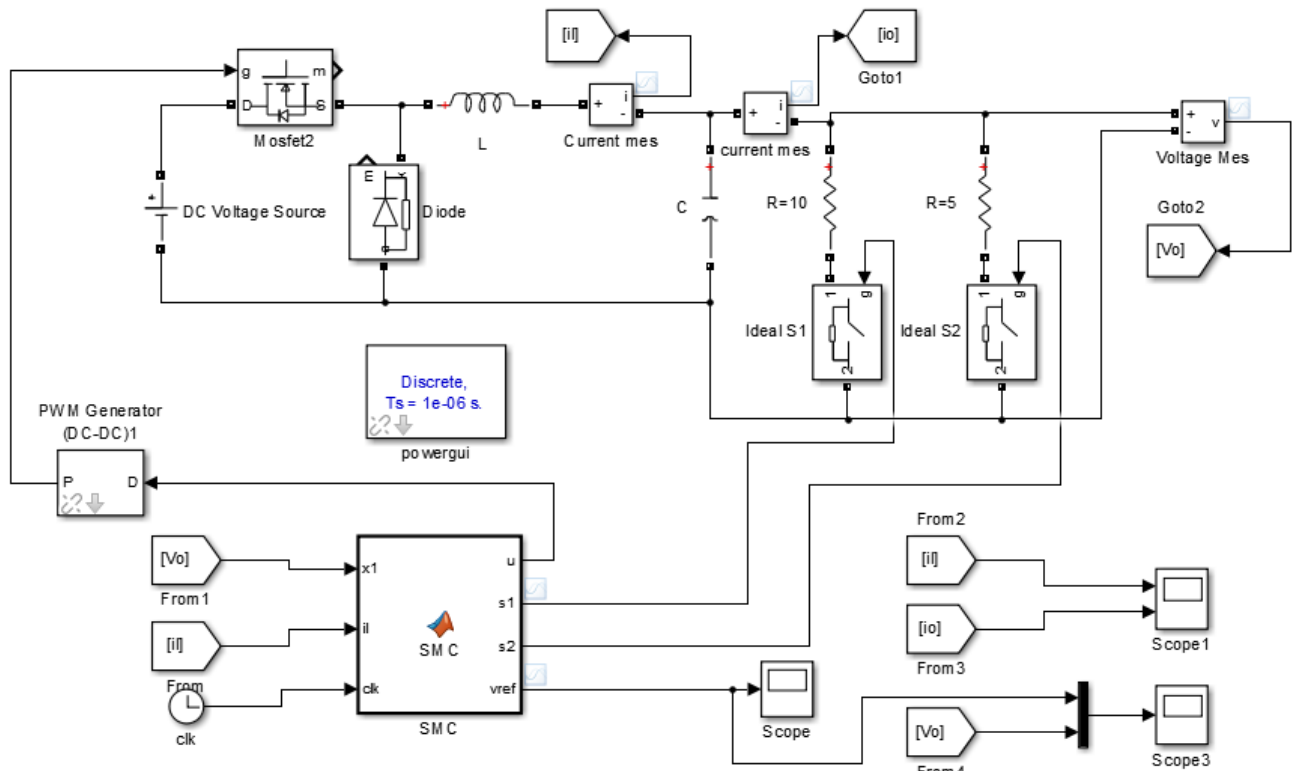 [il]
[io]
Goto1
g
m
D
S
Mosfet2
+
i
-
Current mes
+
i
-
current mes
+
-
v
Voltage Mes
L
DC Voltage Source
m
k
a
Diode
C
R=10
R=5
Goto2
[Vo]
1
g
2
Ideal S1
1
g
2
Ideal S2
Discrete,
Ts = 1e-06 s.
powergui
PWM Generator
(DC-DC)1
P
D
[Vo]
From1
[il]
From
clk
x1
il
clk
SMC
u
s1
s2
vref
SMC
Scope
From2
[il]
[io]
From3
Scope1
[Vo]
From4
Scope3